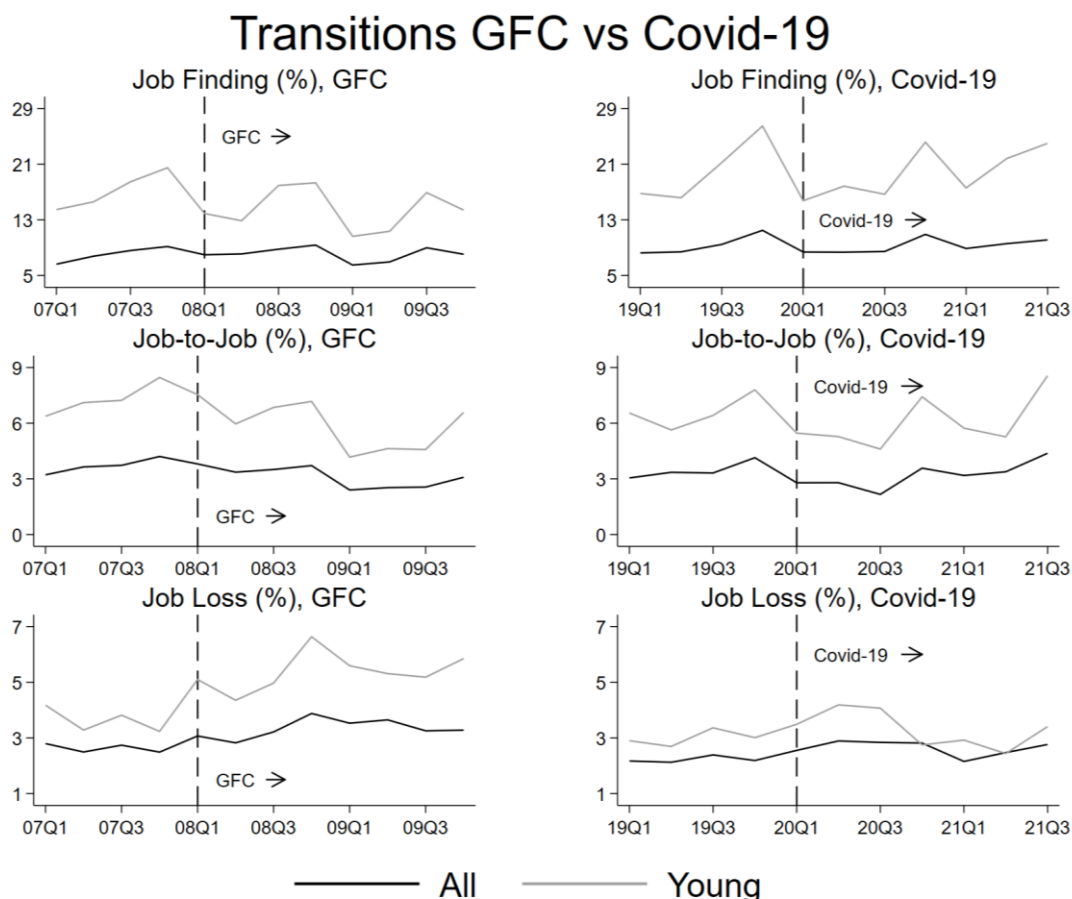 Transitions GFC vs Covid-19
Job Finding (%), GFC
29
21
13
5
GFC →
07Q1 07Q3 08Q1 08Q3 09Q1 09Q3
Job Finding (%), Covid-19
29
21
13
5
Covid-19 →
19Q1 19Q3 20Q1 20Q3 21Q1 21Q3
Job-to-Job (%), GFC
9
6
3
0
GFC →
07Q1 07Q3 08Q1 08Q3 09Q1 09Q3
Job-to-Job (%), Covid-19
9
6
3
0
Covid-19 →
19Q1 19Q3 20Q1 20Q3 21Q1 21Q3
Job Loss (%), GFC
7
5
3
1
GFC →
07Q1 07Q3 08Q1 08Q3 09Q1 09Q3
Job Loss (%), Covid-19
7
5
3
1
Covid-19 →
19Q1 19Q3 20Q1 20Q3 21Q1 21Q3
All Young